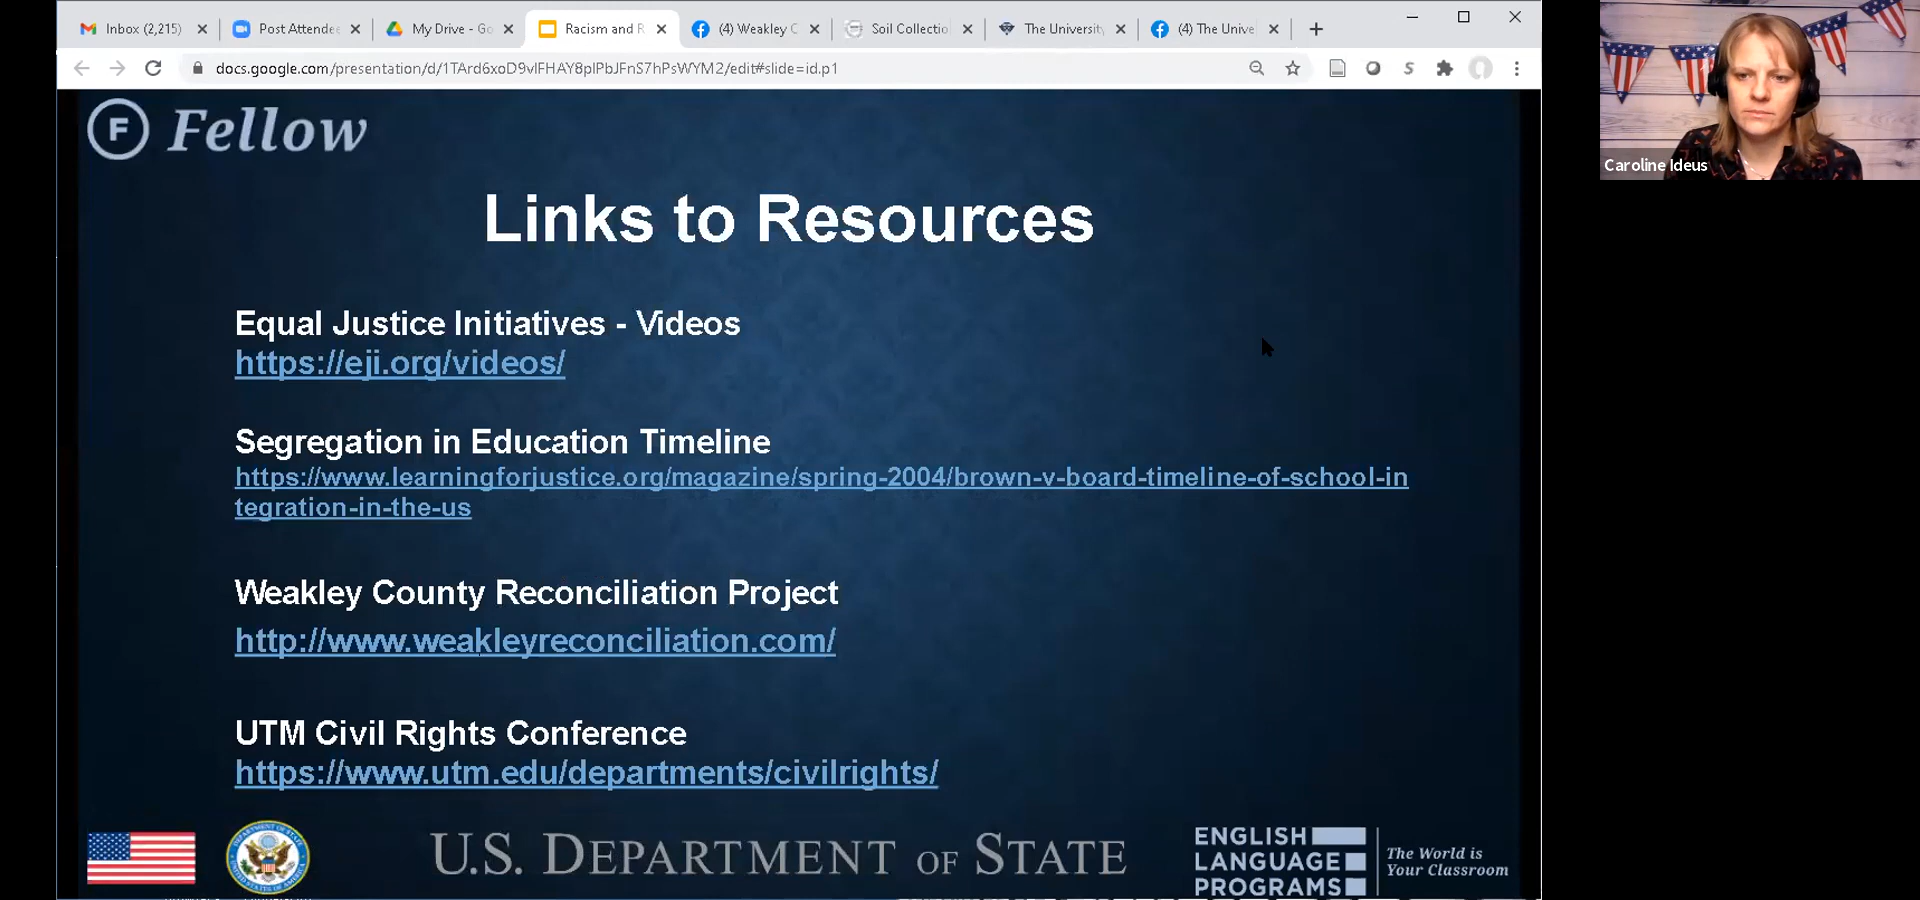 Inbox (2,215)
Post Attende
My Drive - Go
Racism and R
(4) Weakley C
Soil Collectio
The University
(4) The Unive
docs.google.com/presentation/d/1TArd6xoD9vlFHAY8plPbJFnS7hPsWYM2/edit#slide=id.p1
F Fellow
Caroline Ideus
Links to Resources
Equal Justice Initiatives - Videos
https://eji.org/videos/
Segregation in Education Timeline
https://www.learningforjustice.org/magazine/spring-2004/brown-v-board-timeline-of-school-in
tegration-in-the-us
Weakley County Reconciliation Project
http://www.weakleyreconciliation.com/
UTM Civil Rights Conference
https://www.utm.edu/departments/civilrights/
U.S. DEPARTMENT OF STATE
ENGLISH
LANGUAGE
PROGRAMS
The World is
Your Classroom